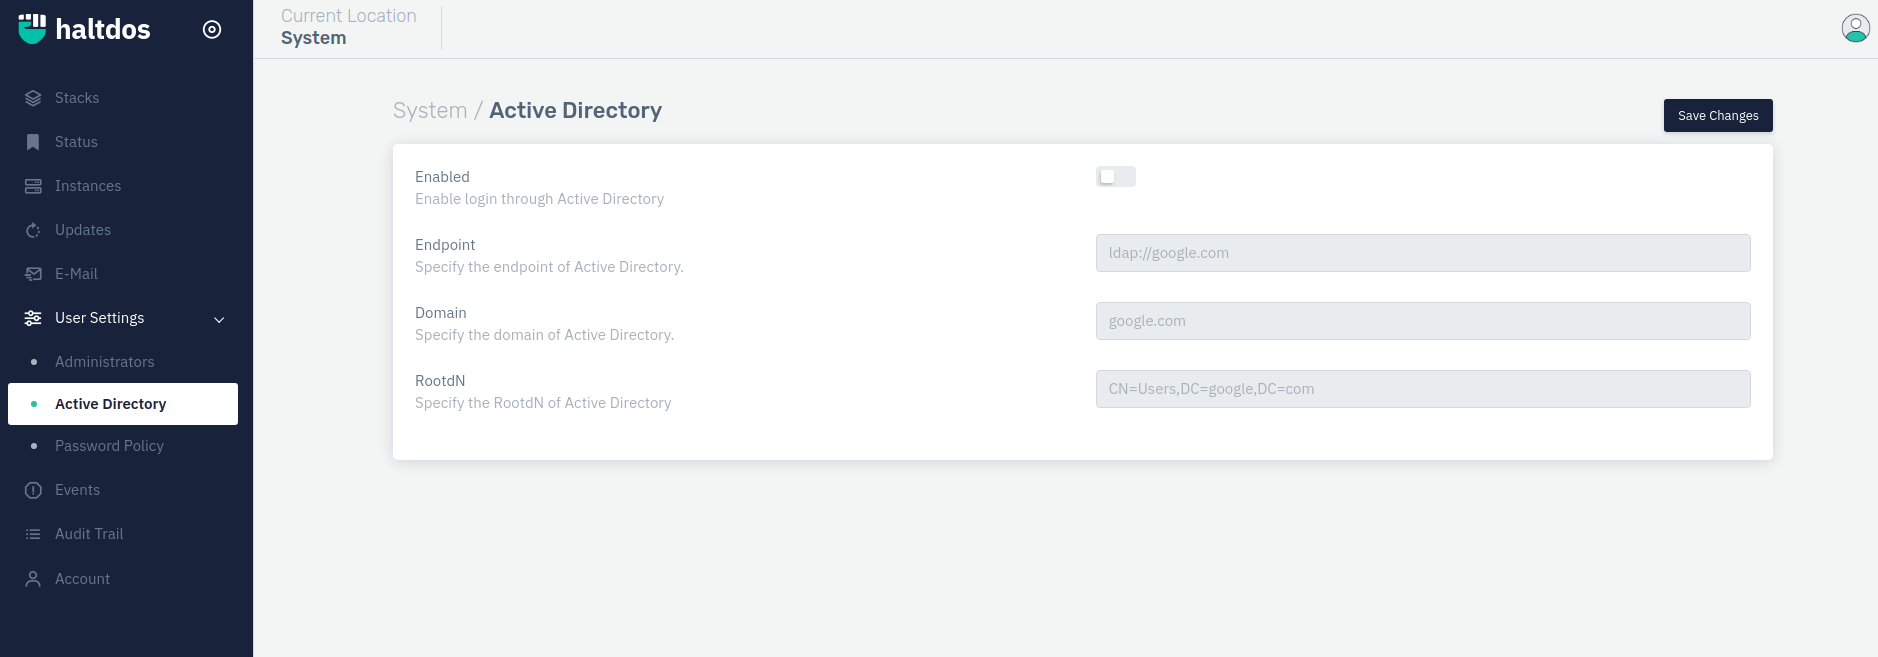 haltdos
Current Location
System
Stacks
Status
Instances
Updates
E-Mail
User Settings
Administrators
Active Directory
Password Policy
Events
Audit Trail
Account
System / Active Directory
Save Changes
Enabled
Enable login through Active Directory
Endpoint
Specify the endpoint of Active Directory.
ldap://google.com
Domain
Specify the domain of Active Directory.
google.com
RootdN
Specify the RootdN of Active Directory
CN=Users,DC=google,DC=com